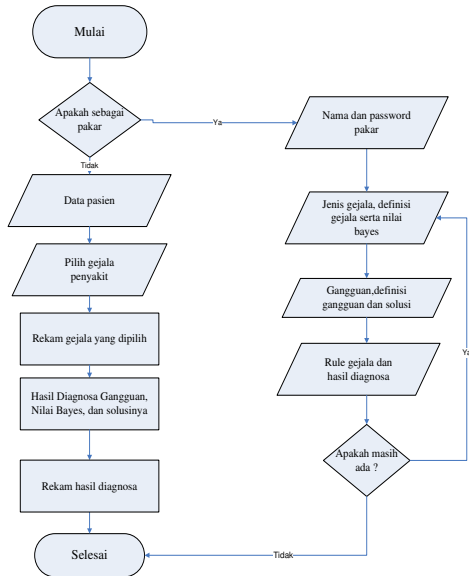 Mulai
Apakah sebagai
pakar
Ya
Tidak
Nama dan password
pakar
Data pasien
Jenis gejala, definisi
gejala serta nilai
bayes
Pilih gejala
penyakit
Gangguan,definisi
gangguan dan solusi
Rekam gejala yang dipilih
Rule gejala dan
hasil diagnosa
Ya
Hasil Diagnosa Gangguan,
Nilai Bayes, dan solusinya
Apakah masih
ada ?
Rekam hasil diagnosa
Selesai
Tidak